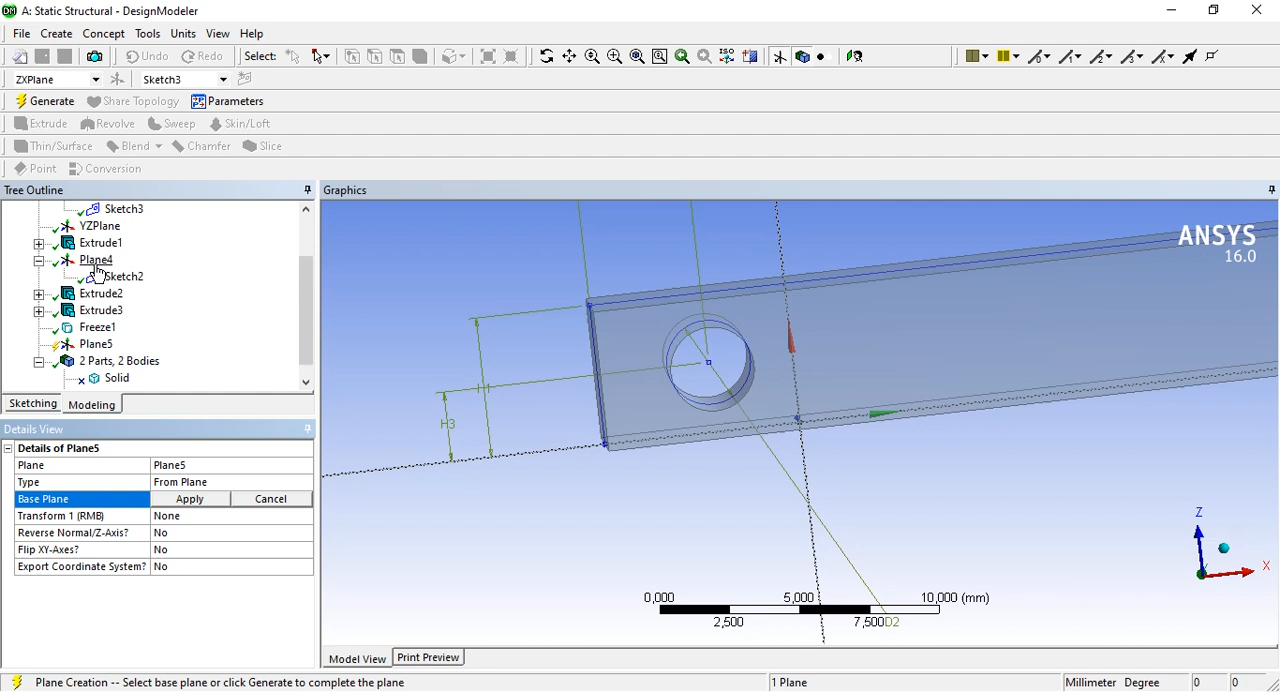 A: Static Structural - DesignModeler
File Create Concept Tools Units View Help
Undo Redo Select: ISO
ZXPlane Sketch3
Generate Share Topology Parameters
Extrude Revolve Sweep Skin/Loft
Thin/Surface Blend Chamfer Slice
Point Conversion
Tree Outline
Graphics
Sketch3
YZPlane
Extrude1
Plane4
Sketch2
Extrude2
Extrude3
Freeze1
Plane5
2 Parts, 2 Bodies
Solid
Sketching Modeling
Details View
Details of Plane5
Plane Plane5
Type From Plane
Base Plane Apply Cancel
Transform 1 (RMB) None
Reverse Normal/Z-Axis? No
Flip XY-Axes? No
Export Coordinate System? No
ANSYS
16.0
H1
H3
D2
0,000 5,000 10,000 (mm)
2,500 7,500
Z
X
Y
Model View Print Preview
Plane Creation -- Select base plane or click Generate to complete the plane
1 Plane
Millimeter Degree 0 0